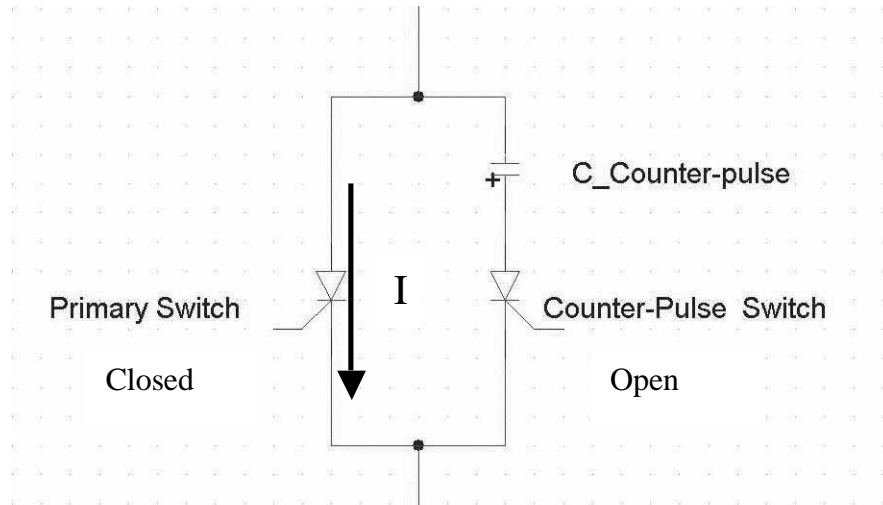 C_Counter-pulse
+
I
Primary Switch
Counter-Pulse Switch
Closed
Open